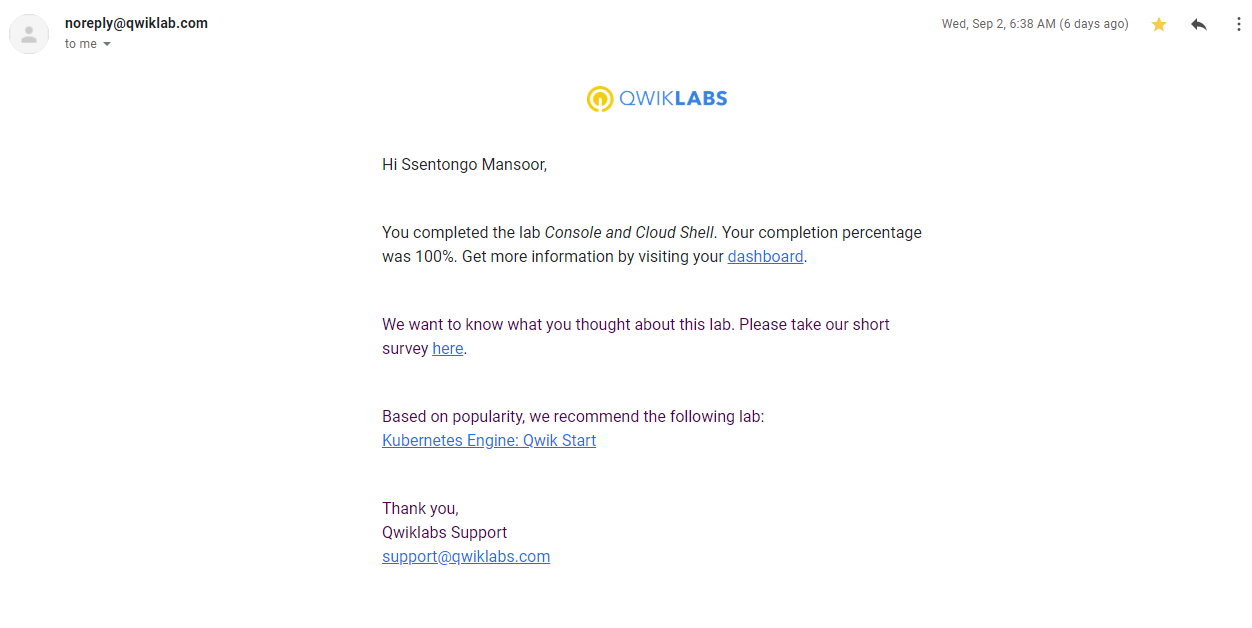 noreply@qwiklab.com
Wed, Sep 2, 6:38 AM (6 days ago)
to me
QWIKLABS
Hi Ssentongo Mansoor,
You completed the lab Console and Cloud Shell. Your completion percentage
was 100%. Get more information by visiting your dashboard.
We want to know what you thought about this lab. Please take our short
survey here.
Based on popularity, we recommend the following lab:
Kubernetes Engine: Qwik Start
Thank you,
Qwiklabs Support
support@qwiklabs.com